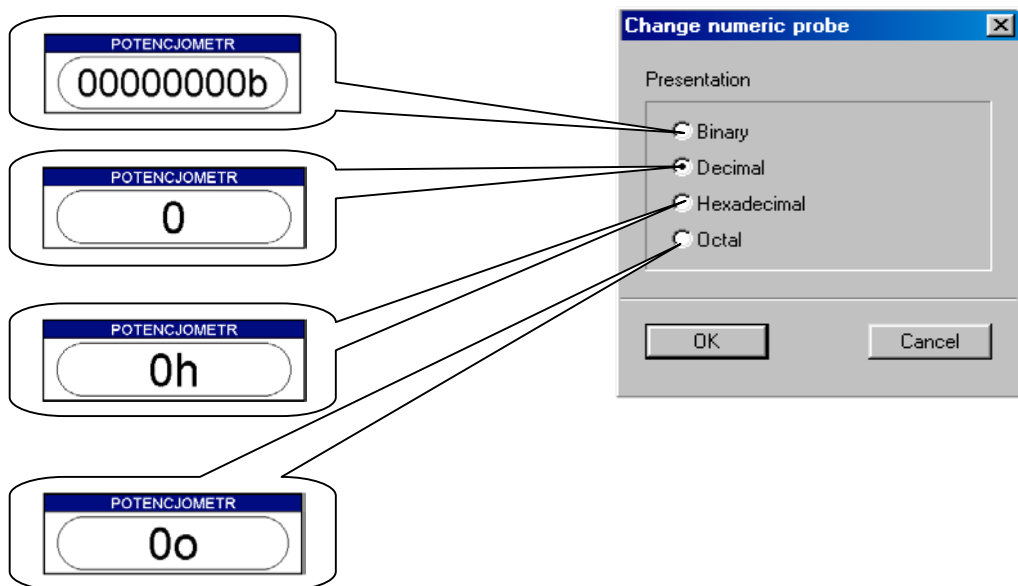 POTENCJOMETR
00000000b
POTENCJOMETR
0
POTENCJOMETR
0h
POTENCJOMETR
0o
Change numeric probe
Presentation
Binary
Decimal
Hexadecimal
Octal
OK
Cancel